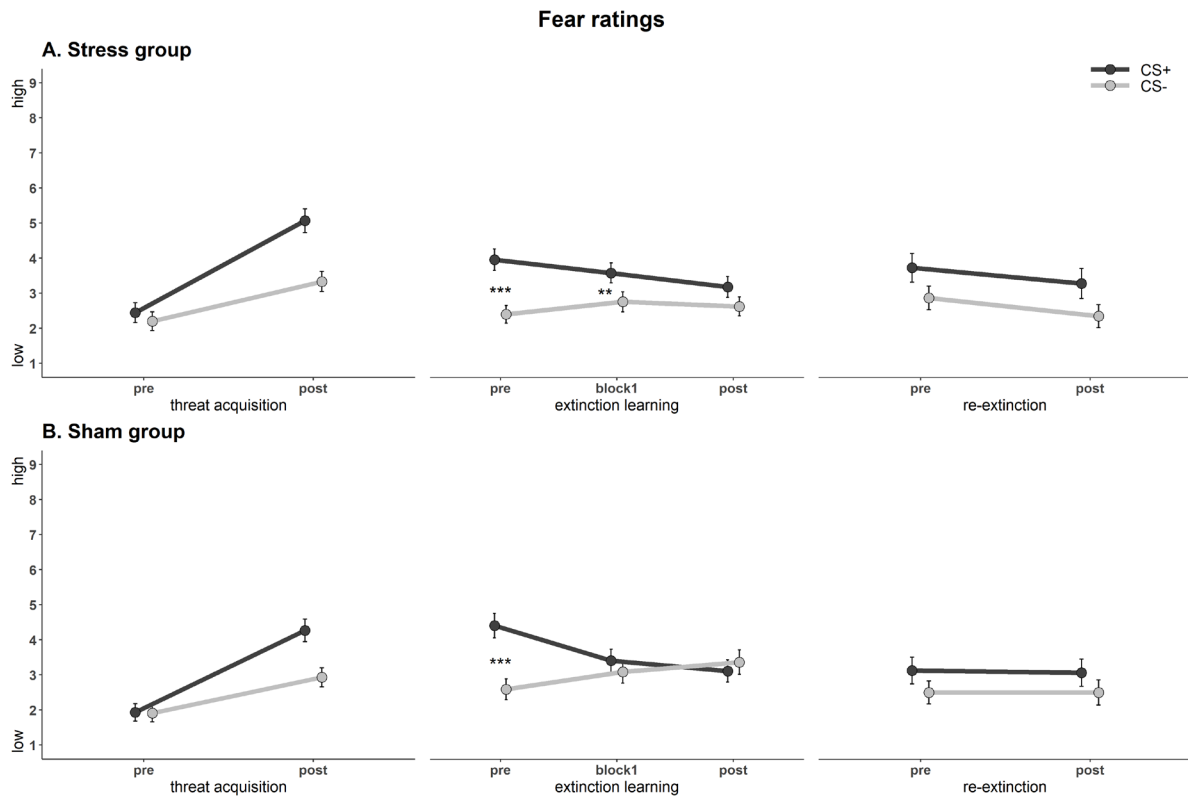 Fear ratings
A. Stress group
CS+
CS-
high
9
8
7
6
5
4
3
2
1
low
***
**
pre
post
pre
block1
post
pre
post
threat acquisition
extinction learning
re-extinction
B. Sham group
high
9
8
7
6
5
4
3
2
1
low
***
pre
post
pre
block1
post
pre
post
threat acquisition
extinction learning
re-extinction